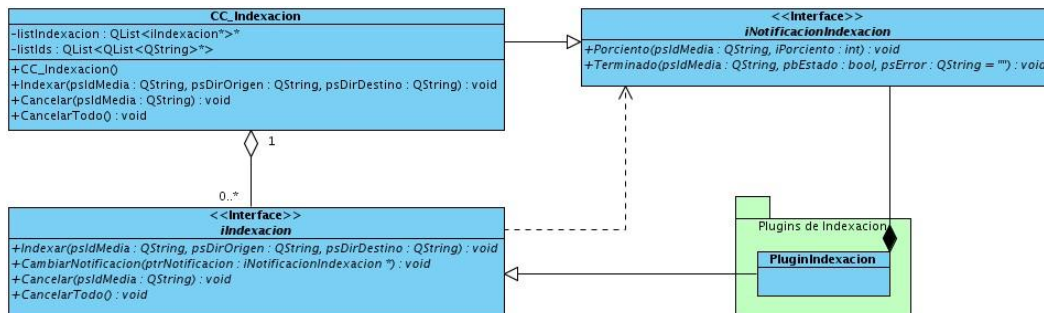 CC_Indexacion
-listIndexacion : QList<iIndexacion*>*
-listIds : QList<QList<QString>*>
+CC_Indexacion()
+Indexar(psIdMedia : QString, psDirOrigen : QString, psDirDestino : QString) : void
+Cancelar(psIdMedia : QString) : void
+CancelarTodo() : void
<<Interface>>
iNotificacionIndexacion
+Porciento(psIdMedia : QString, iPorciento : int) : void
+Terminado(psIdMedia : QString, pbEstado : bool, psError : QString = "") : void
1
0..*
<<Interface>>
iIndexacion
+Indexar(psIdMedia : QString, psDirOrigen : QString, psDirDestino : QString) : void
+CambiarNotificacion(ptrNotificacion : iNotificacionIndexacion *) : void
+Cancelar(psIdMedia : QString) : void
+CancelarTodo() : void
Plugins de Indexacion
PluginIndexacion